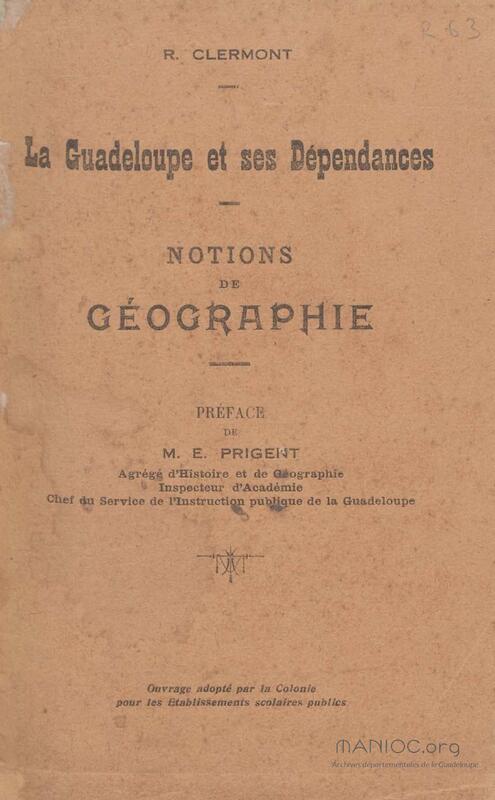 R 63
R. CLERMONT
La Guadeloupe et ses Dépendances
NOTIONS
DE
GÉOGRAPHIE
PRÉFACE
DE
M. E. PRIGENT
Agrégé d'Histoire et de Géographie
Inspecteur d'Académie
Chef du Service de l'Instruction publique de la Guadeloupe
Ouvrage adopté par la Colonie
pour les Etablissements scolaires publics
MANIOC.org
Archives départementales de la Guadeloupe